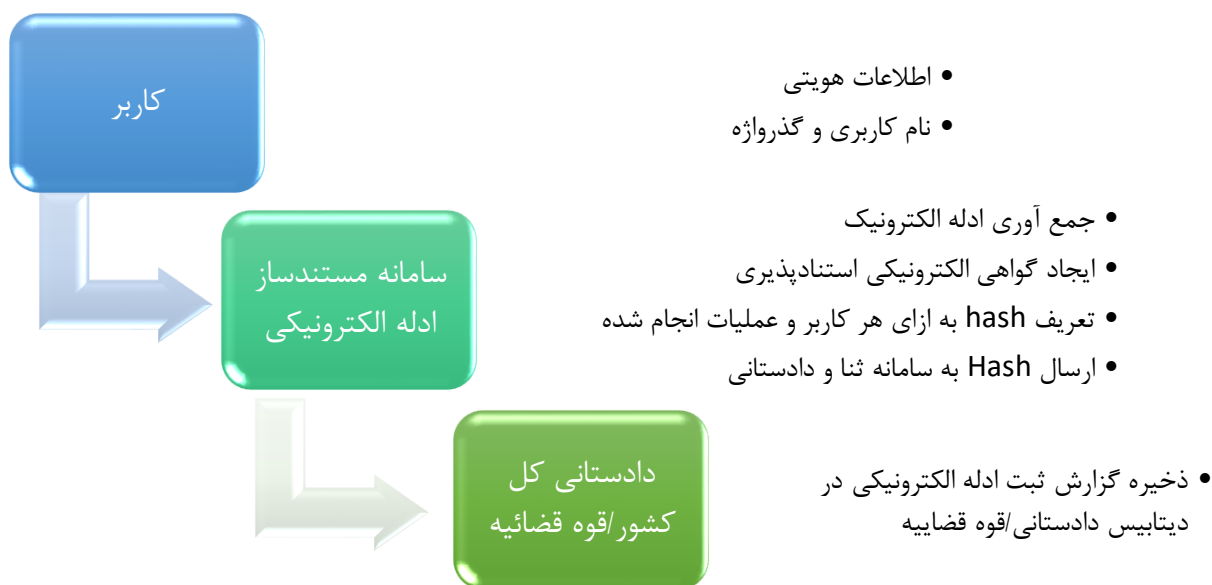 کاربر
• اطلاعات هویتی
• نام کاربری و گذرواژه
سامانه مستندساز
ادله الکترونیکی
• جمع آوری ادله الکترونیک
• ایجاد گواهی الکترونیکی استنادپذیری
• تعریف hash به ازای هر کاربر و عملیات انجام شده
• ارسال Hash به سامانه ثنا و دادستانی
دادستانی کل
کشور/قوه قضائیه
• ذخیره گزارش ثبت ادله الکترونیکی در
دیتابیس دادستانی/قوه قضاییه